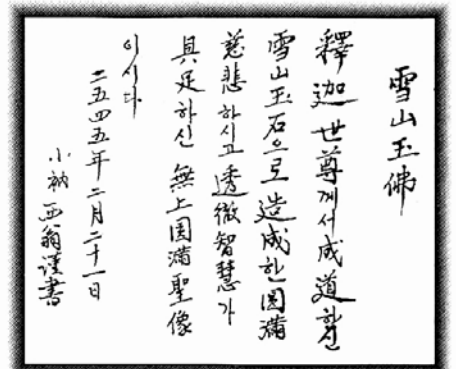 雪山玉佛
釋迦世尊께서成道하신
雪山玉石으로造成한圓滿
慈悲하시고透徹智慧가
具足하신無上圓滿聖像
이시다
二五四五年二月二十一日
小衲西翁謹書